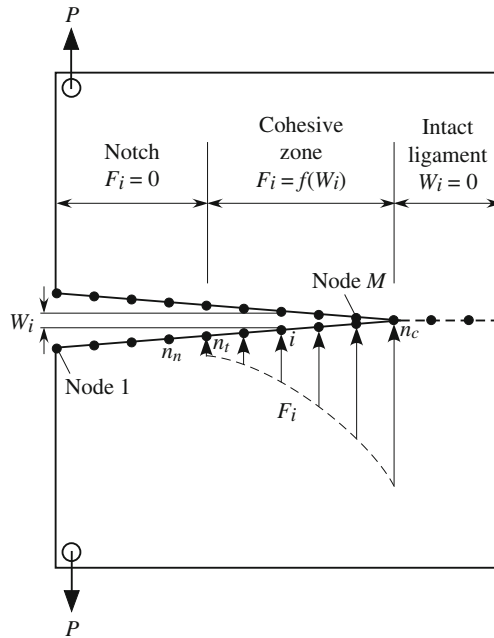 P
Notch
F_i = 0
Cohesive
zone
F_i = f(W_i)
Intact
ligament
W_i = 0
Node M
W_i
n_n
n_t
i
n_c
Node 1
F_i
P